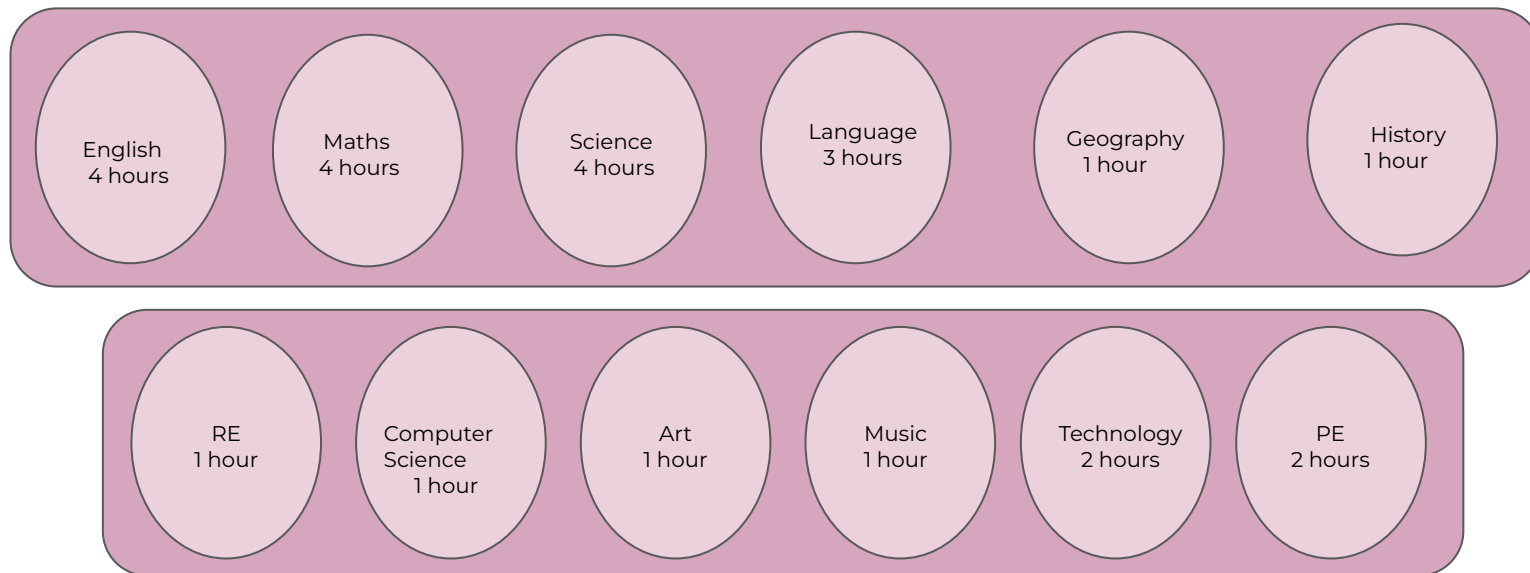 English
4 hours
Maths
4 hours
Science
4 hours
Language
3 hours
Geography
1 hour
History
1 hour
RE
1 hour
Computer
Science
1 hour
Art
1 hour
Music
1 hour
Technology
2 hours
PE
2 hours